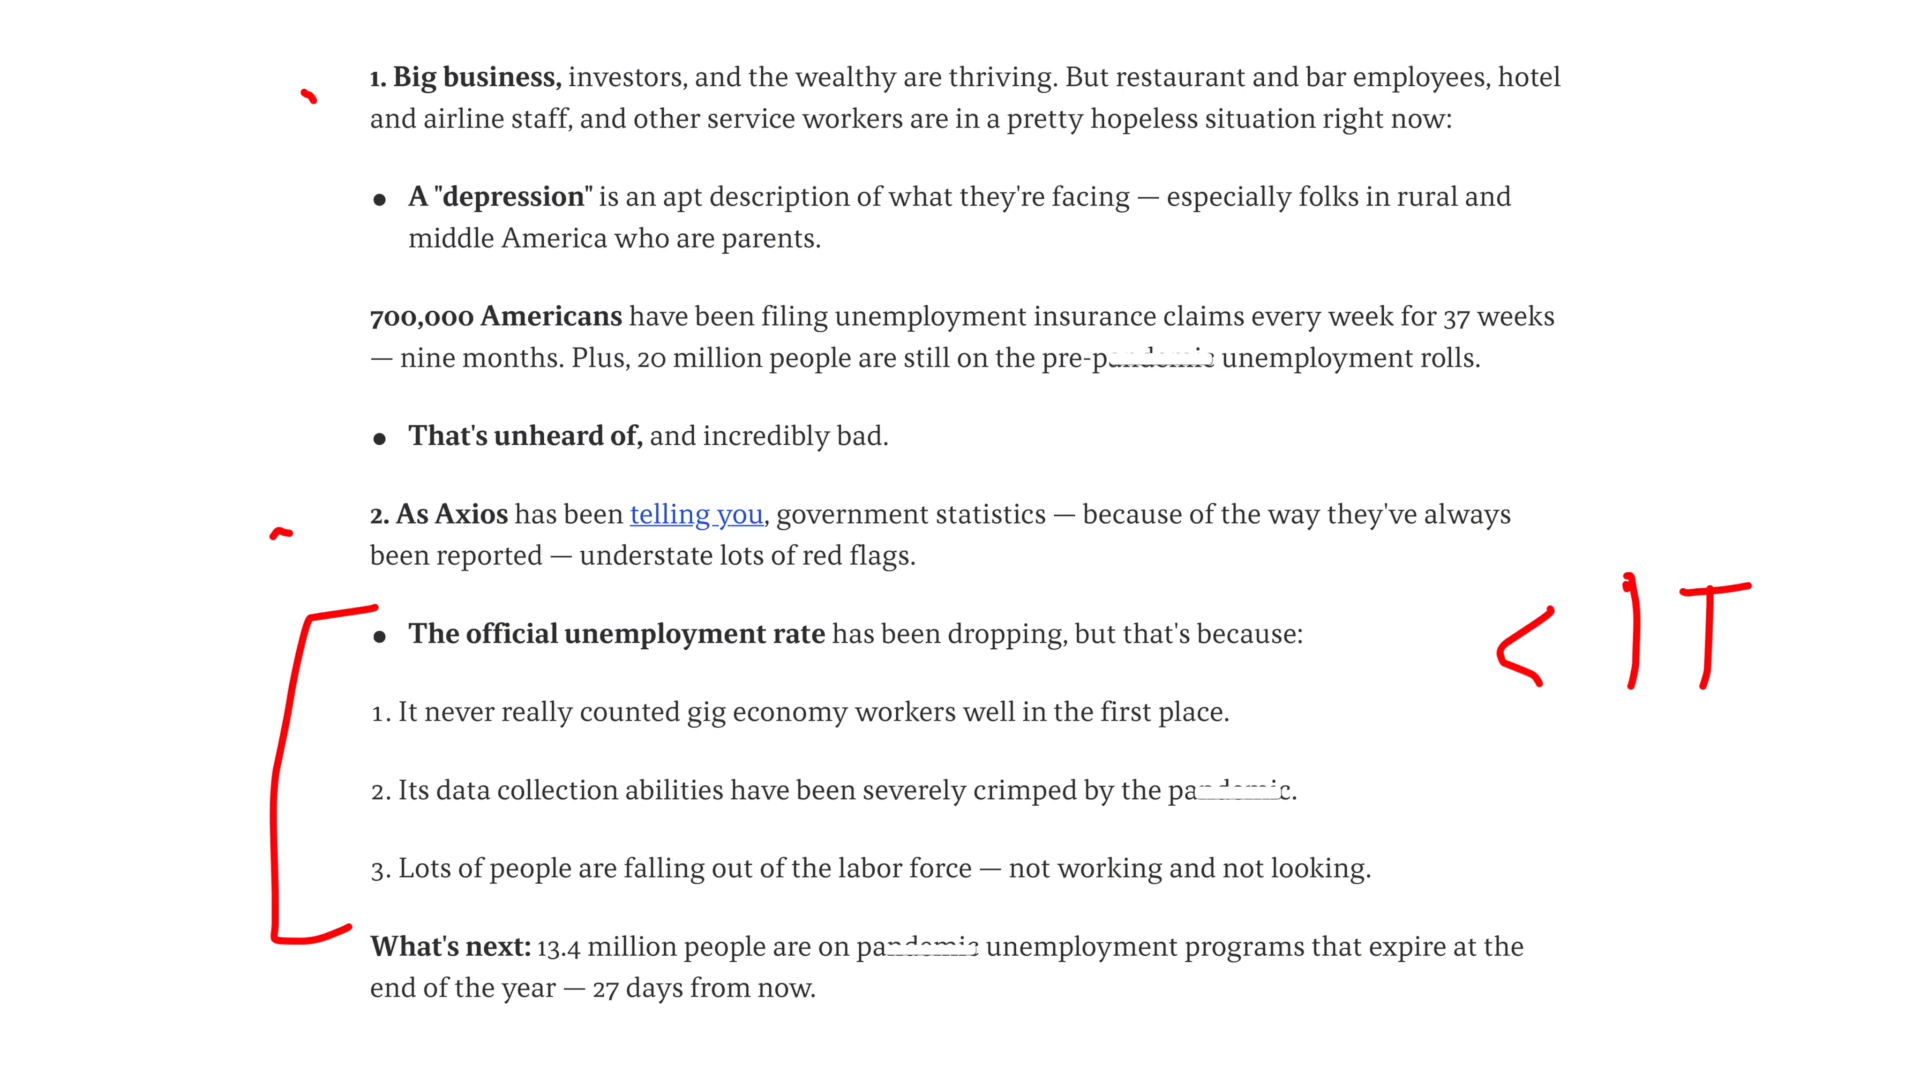 1. Big business, investors, and the wealthy are thriving. But restaurant and bar employees, hotel
and airline staff, and other service workers are in a pretty hopeless situation right now:
• A "depression" is an apt description of what they're facing — especially folks in rural and
middle America who are parents.
700,000 Americans have been filing unemployment insurance claims every week for 37 weeks
— nine months. Plus, 20 million people are still on the pre-pandemic unemployment rolls.
• That's unheard of, and incredibly bad.
2. As Axios has been telling you, government statistics — because of the way they've always
been reported — understate lots of red flags.
• The official unemployment rate has been dropping, but that's because:
< 1T
1. It never really counted gig economy workers well in the first place.
2. Its data collection abilities have been severely crimped by the pandemic.
3. Lots of people are falling out of the labor force — not working and not looking.
What's next: 13.4 million people are on pandemic unemployment programs that expire at the
end of the year — 27 days from now.